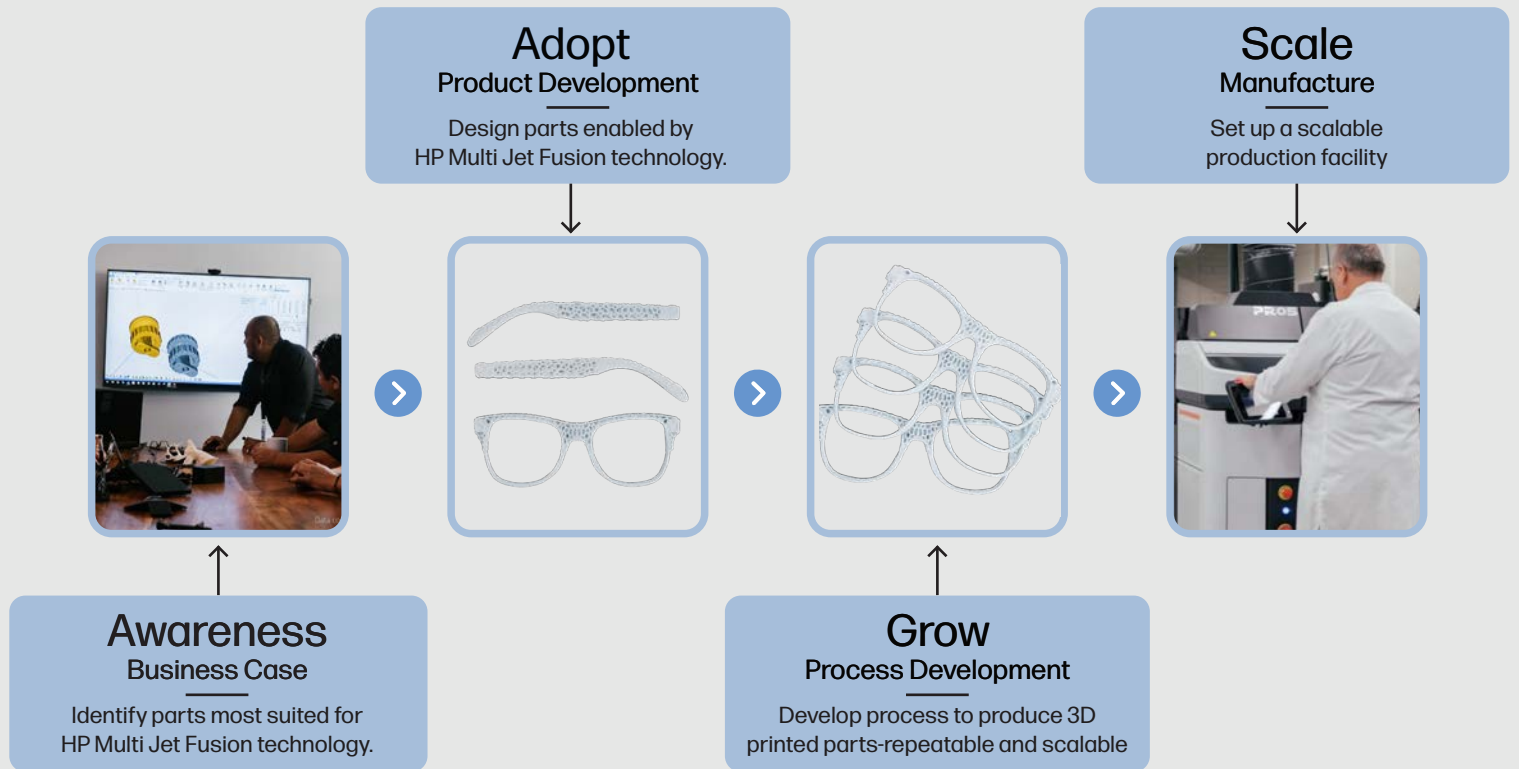 Adopt
Product Development
Design parts enabled by
HP Multi Jet Fusion technology.
Scale
Manufacture
Set up a scalable
production facility
PROS
Awareness
Business Case
Identify parts most suited for
HP Multi Jet Fusion technology.
Grow
Process Development
Develop process to produce 3D
printed parts-repeatable and scalable